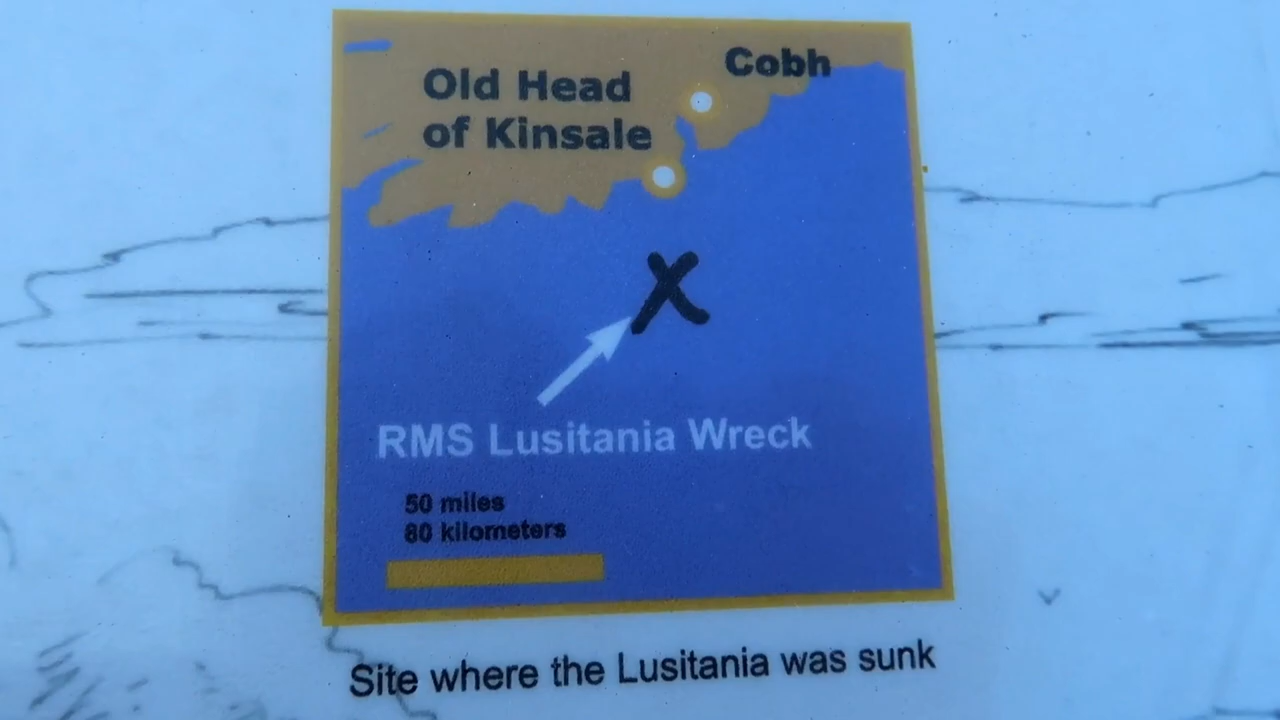 Cobh
Old Head
of Kinsale
X
RMS Lusitania Wreck
50 miles
80 kilometers
Site where the Lusitania was sunk